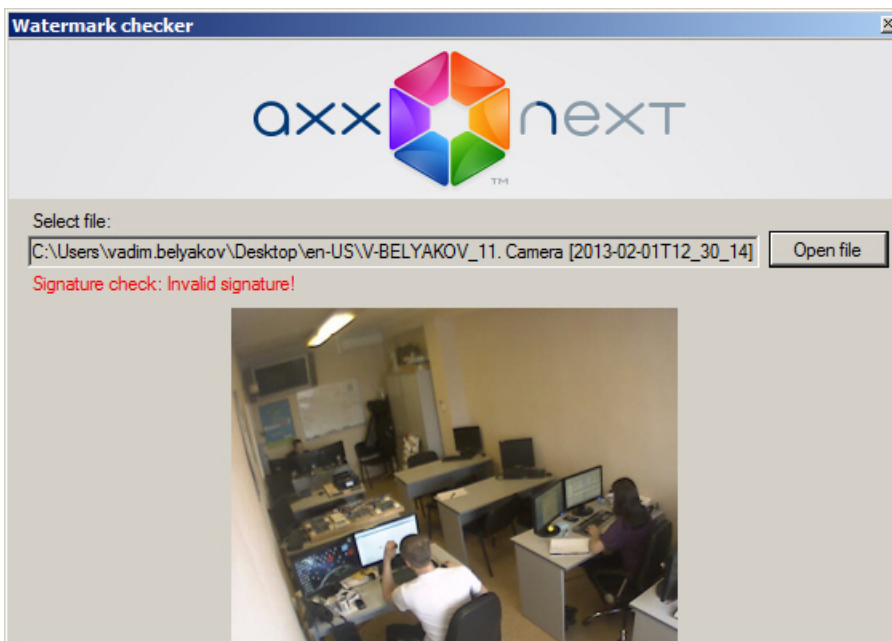 Watermark checker
axxnext
TM
Select file:
C:\Users\vadim.belyakov\Desktop\en-US\V-BELYAKOV_11. Camera [2013-02-01T12_30_14]
Open file
Signature check: Invalid signature!